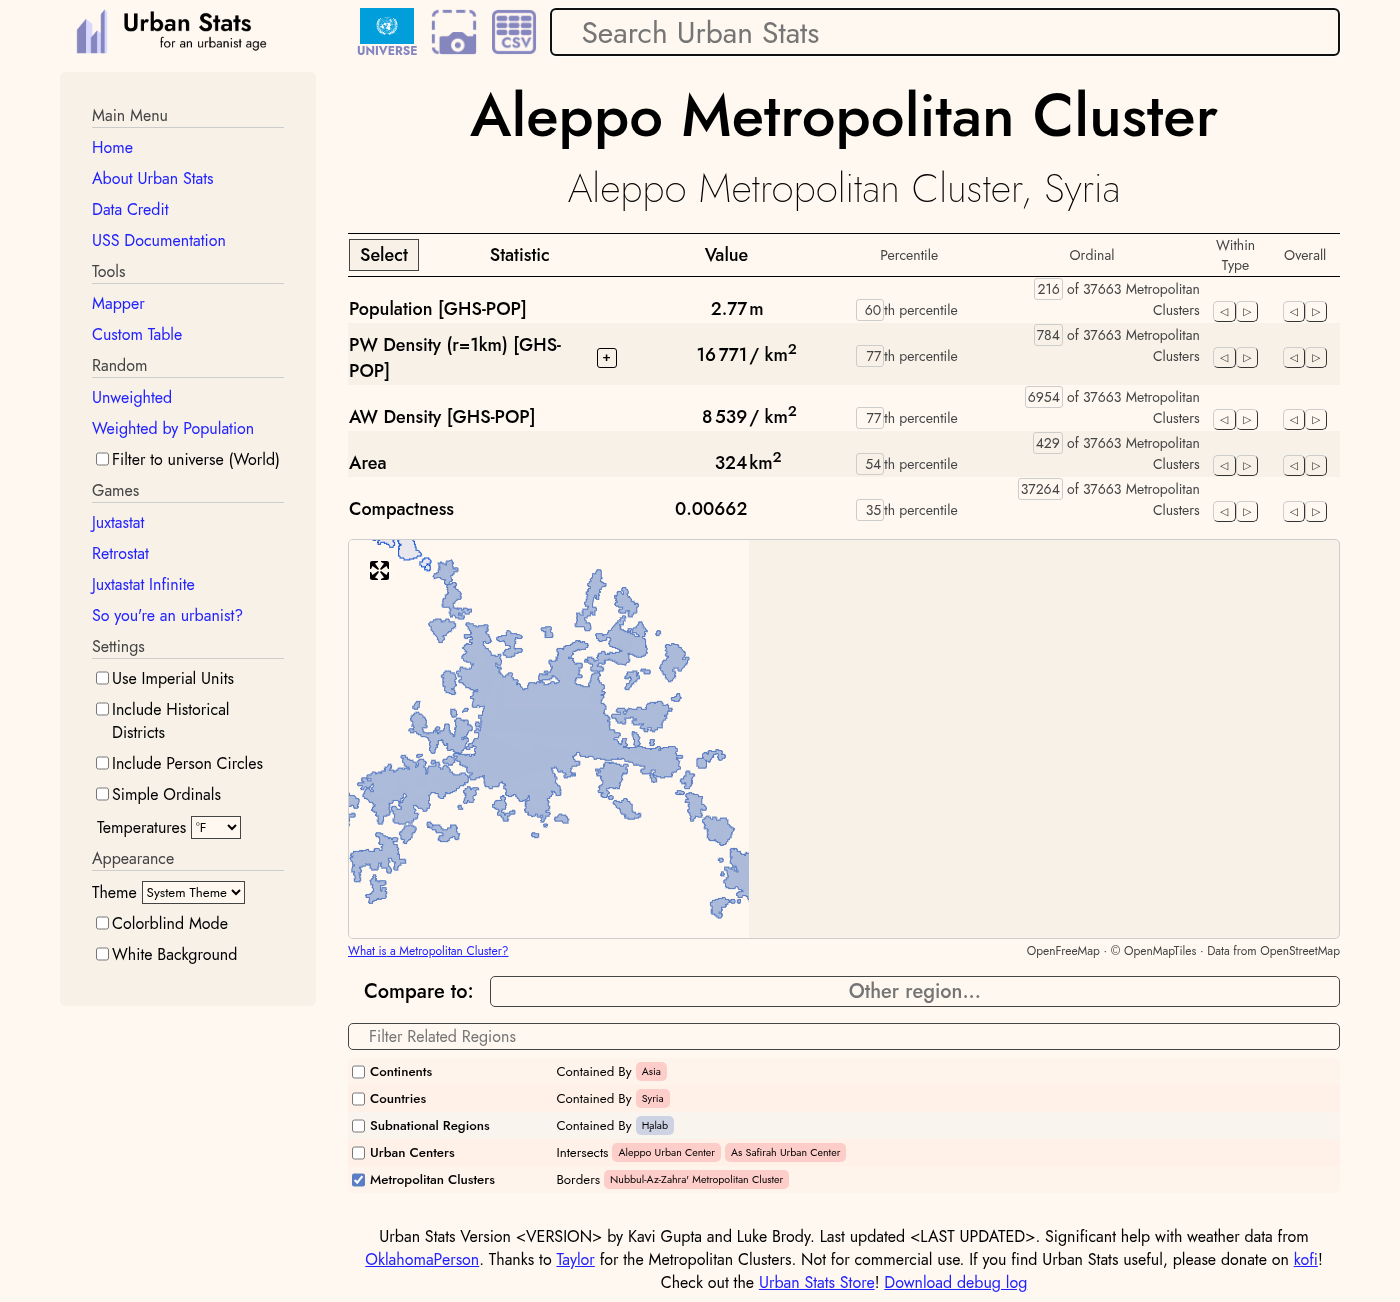 Urban Stats
for an urbanist age
UNIVERSE
CSV
Search Urban Stats
Main Menu
Home
About Urban Stats
Data Credit
USS Documentation
Tools
Mapper
Custom Table
Random
Unweighted
Weighted by Population
Filter to universe (World)
Games
Juxtastat
Retrostat
Juxtastat Infinite
So you're an urbanist?
Settings
Use Imperial Units
Include Historical
Districts
Include Person Circles
Simple Ordinals
Temperatures °F
Appearance
Theme System Theme
Colorblind Mode
White Background
Aleppo Metropolitan Cluster
Aleppo Metropolitan Cluster, Syria
Select Statistic Value Percentile Ordinal Within Type Overall
Population [GHS-POP] 2.77 m 60th percentile 216 of 37663 Metropolitan Clusters
PW Density (r=1km) [GHS-POP] + 16 771 / km² 77th percentile 784 of 37663 Metropolitan Clusters
AW Density [GHS-POP] 8 539 / km² 77th percentile 6954 of 37663 Metropolitan Clusters
Area 324 km² 54th percentile 429 of 37663 Metropolitan Clusters
Compactness 0.00662 35th percentile 37264 of 37663 Metropolitan Clusters
What is a Metropolitan Cluster?
OpenFreeMap · © OpenMapTiles · Data from OpenStreetMap
Compare to: Other region...
Filter Related Regions
Continents Contained By Asia
Countries Contained By Syria
Subnational Regions Contained By Ḩalab
Urban Centers Intersects Aleppo Urban Center As Safirah Urban Center
Metropolitan Clusters Borders Nubbul-Az-Zahra' Metropolitan Cluster
Urban Stats Version <VERSION> by Kavi Gupta and Luke Brody. Last updated <LAST UPDATED>. Significant help with weather data from
OklahomaPerson. Thanks to Taylor for the Metropolitan Clusters. Not for commercial use. If you find Urban Stats useful, please donate on kofi!
Check out the Urban Stats Store! Download debug log